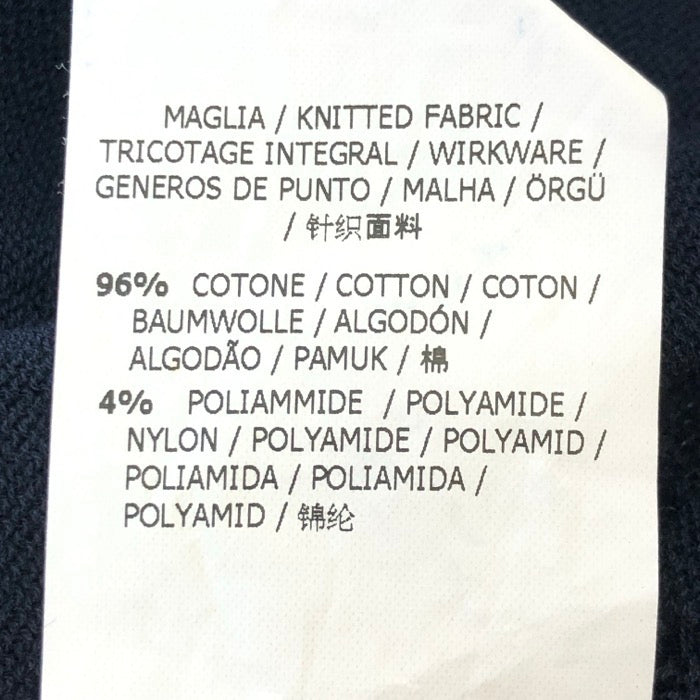 MAGLIA / KNITTED FABRIC /
TRICOTAGE INTEGRAL / WIRKWARE /
GENEROS DE PUNTO / MALHA / ÖRGÜ
/ 针织面料
96% COTONE / COTTON / COTON /
BAUMWOLLE / ALGODÓN /
ALGODÃO / PAMUK / 棉
4% POLIAMMIDE / POLYAMIDE /
NYLON / POLYAMIDE / POLYAMID /
POLIAMIDA / POLIAMIDA /
POLYAMID / 锦纶